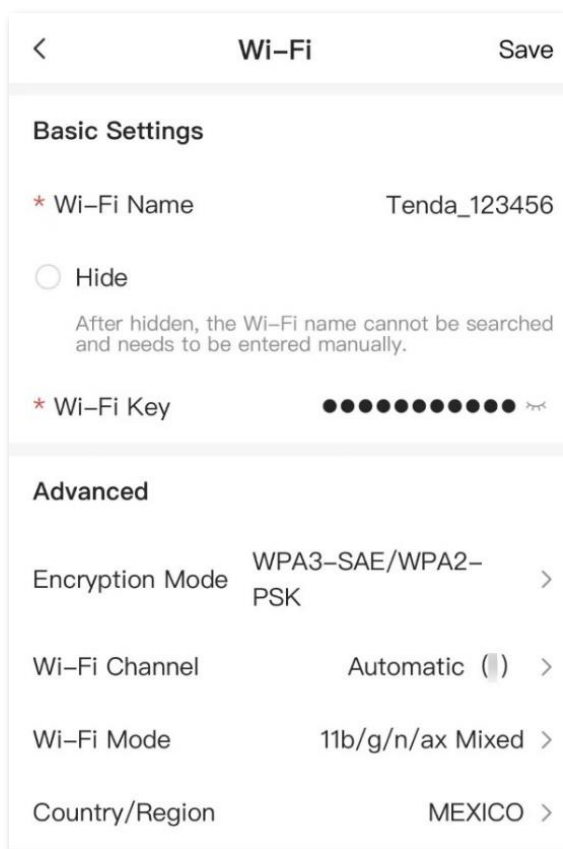 Wi-Fi Save
Basic Settings
* Wi-Fi Name Tenda_123456
Hide
After hidden, the Wi-Fi name cannot be searched
and needs to be entered manually.
* Wi-Fi Key ●●●●●●●●●●●
Advanced
Encryption Mode WPA3-SAE/WPA2-
PSK
Wi-Fi Channel Automatic ( )
Wi-Fi Mode 11b/g/n/ax Mixed
Country/Region MEXICO